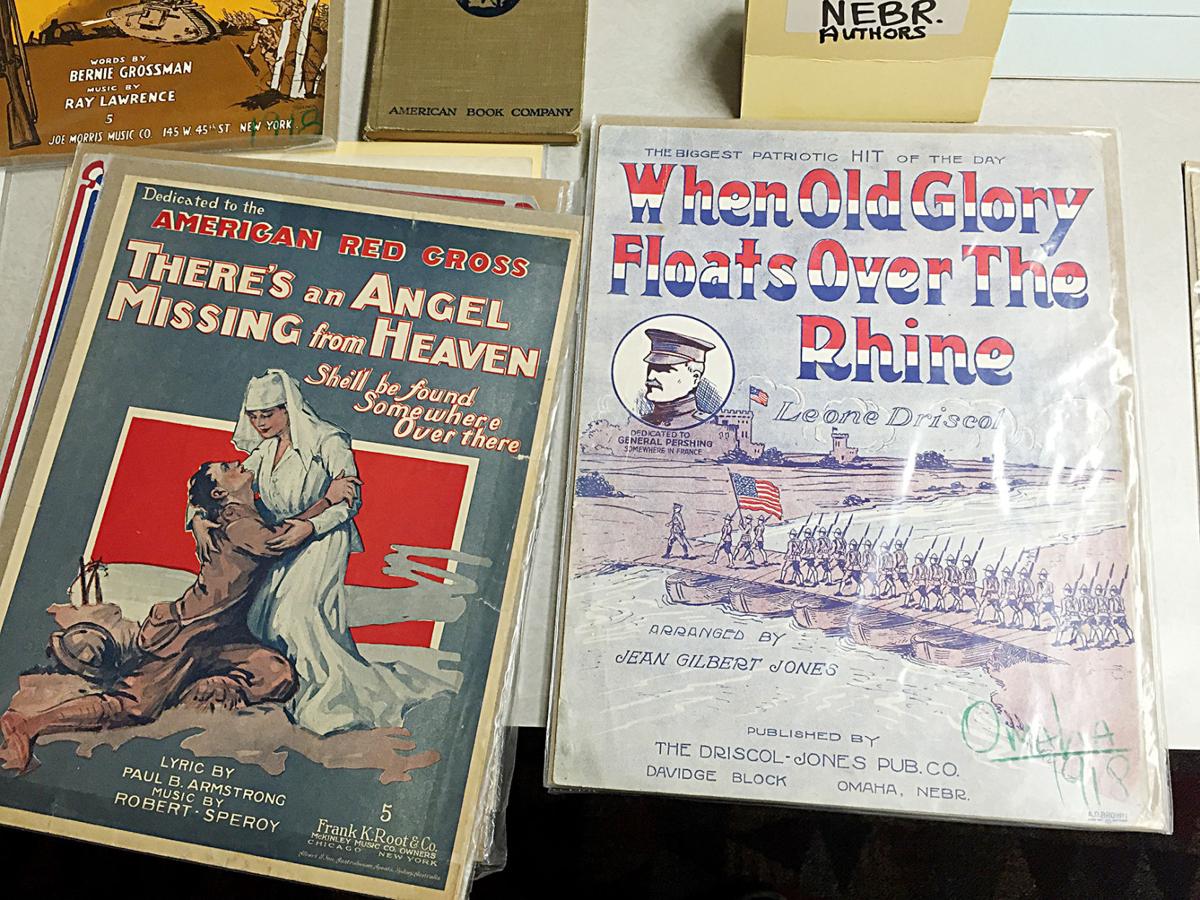 WORDS BY
BERNIE GROSSMAN
MUSIC BY
RAY LAWRENCE
5
JOE MORRIS MUSIC CO. 145 W. 45th ST. NEW YORK
AMERICAN BOOK COMPANY
NEBR.
AUTHORS
Dedicated to the
AMERICAN RED CROSS
THERE'S an ANGEL
MISSING from HEAVEN
She'll be found
Somewhere
Over there
LYRIC BY
PAUL B. ARMSTRONG
MUSIC BY
ROBERT · SPEROY
5
Frank K. Root & Co.
McKINLEY MUSIC CO. OWNERS
CHICAGO NEW YORK
THE BIGGEST PATRIOTIC HIT OF THE DAY
When Old Glory
Floats Over The
Rhine
Leone Driscol
DEDICATED TO
GENERAL PERSHING
SOMEWHERE IN FRANCE
ARRANGED BY
JEAN GILBERT JONES
PUBLISHED BY
THE DRISCOL-JONES PUB. CO.
DAVIDGE BLOCK OMAHA, NEBR.
Omaha
1918